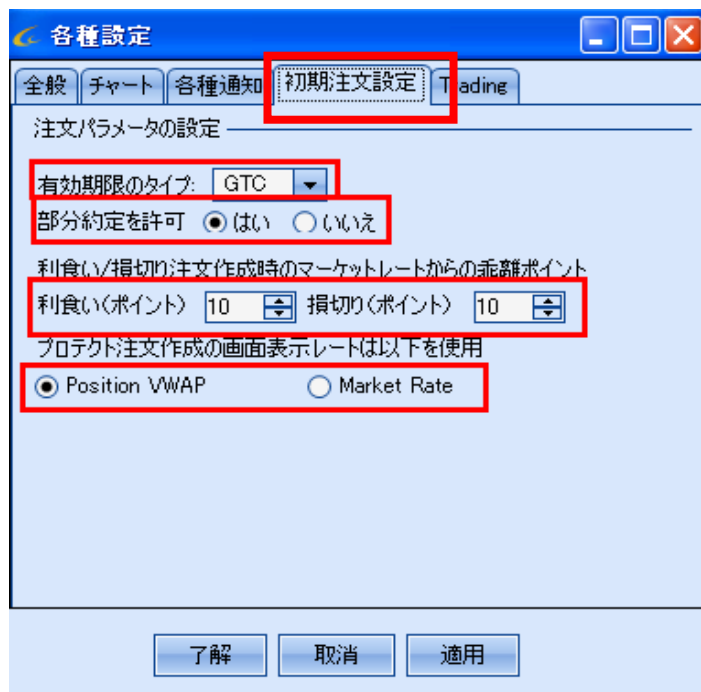 各種設定
全般 チャート 各種通知 初期注文設定 Trading
注文パラメータの設定
有効期限のタイプ: GTC
部分約定を許可 はい いいえ
利食い/損切り注文作成時のマーケットレートからの乖離ポイント
利食い(ポイント) 10 損切り(ポイント) 10
プロテクト注文作成の画面表示レートは以下を使用
Position VWAP Market Rate
了解 取消 適用